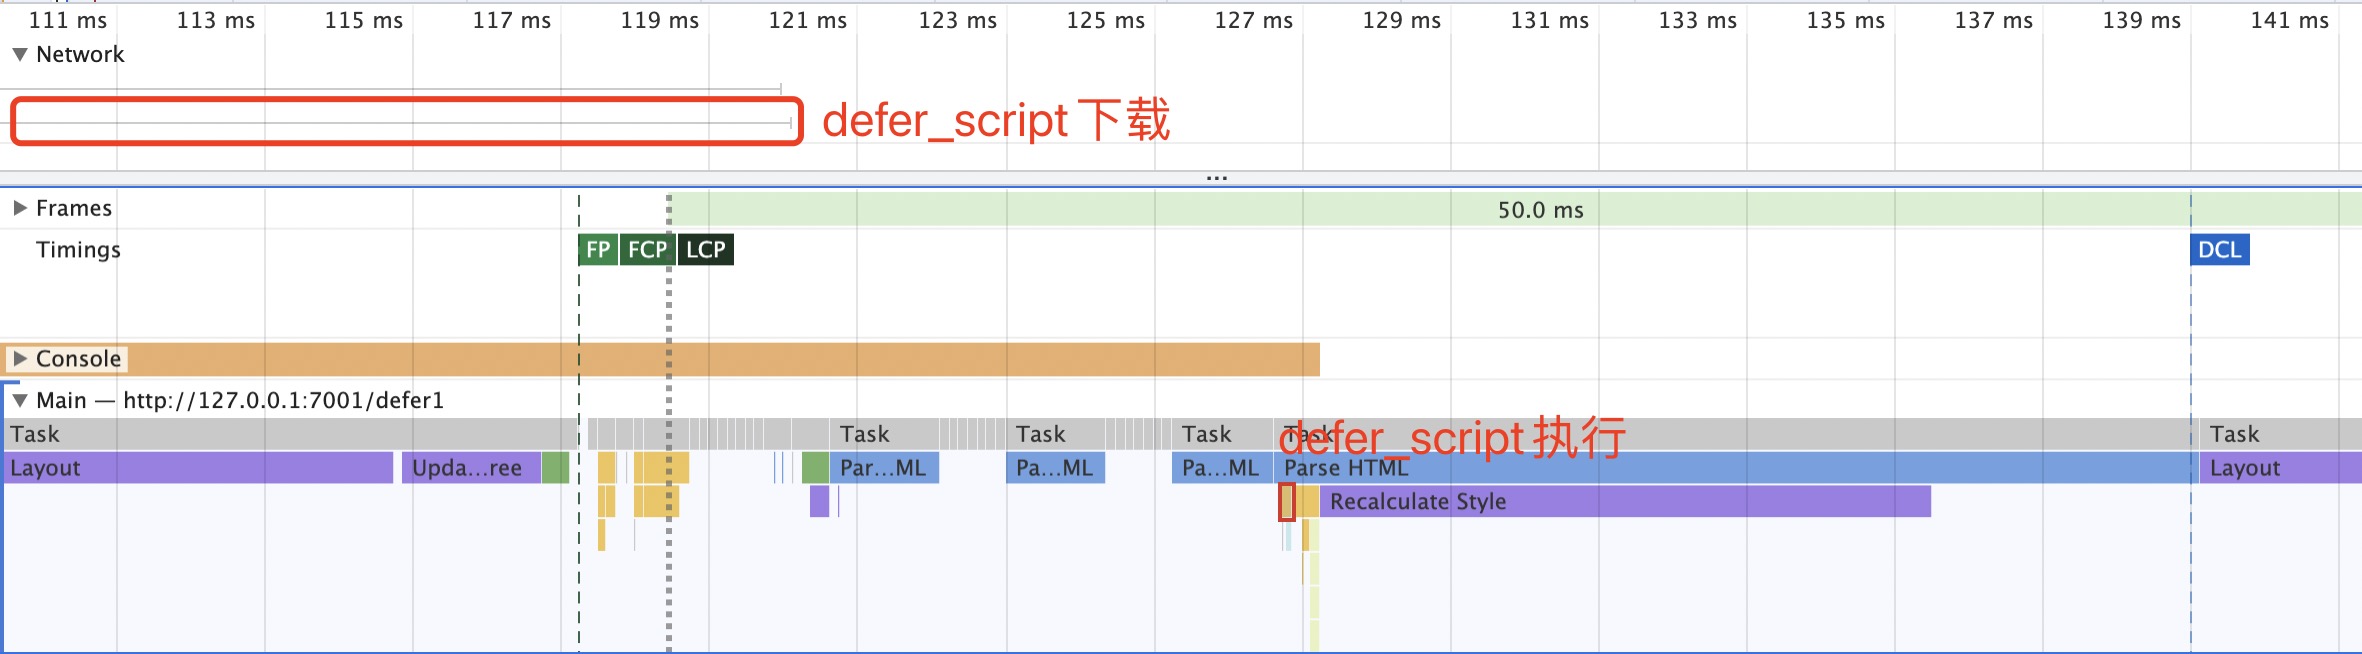 111 ms 113 ms 115 ms 117 ms 119 ms 121 ms 123 ms 125 ms 127 ms 129 ms 131 ms 133 ms 135 ms 137 ms 139 ms 141 ms
Network
defer_script 下载
...
Frames 50.0 ms
Timings FP FCP LCP DCL
Console
Main — http://127.0.0.1:7001/defer1
defer_script 执行
Task Task Task Task Task Task
Layout Upda...ree Par...ML Pa...ML Pa...ML Parse HTML Layout
Recalculate Style